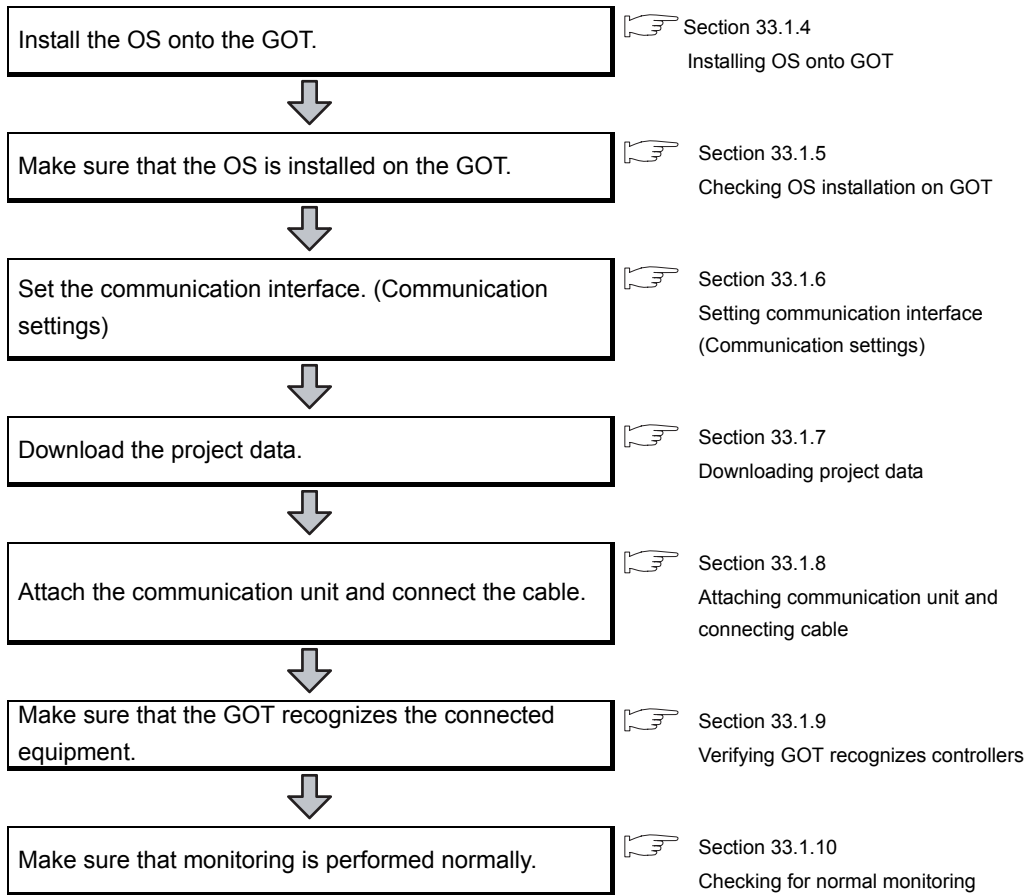 Install the OS onto the GOT.
Section 33.1.4
Installing OS onto GOT
Make sure that the OS is installed on the GOT.
Section 33.1.5
Checking OS installation on GOT
Set the communication interface. (Communication
settings)
Section 33.1.6
Setting communication interface
(Communication settings)
Download the project data.
Section 33.1.7
Downloading project data
Attach the communication unit and connect the cable.
Section 33.1.8
Attaching communication unit and
connecting cable
Make sure that the GOT recognizes the connected
equipment.
Section 33.1.9
Verifying GOT recognizes controllers
Make sure that monitoring is performed normally.
Section 33.1.10
Checking for normal monitoring